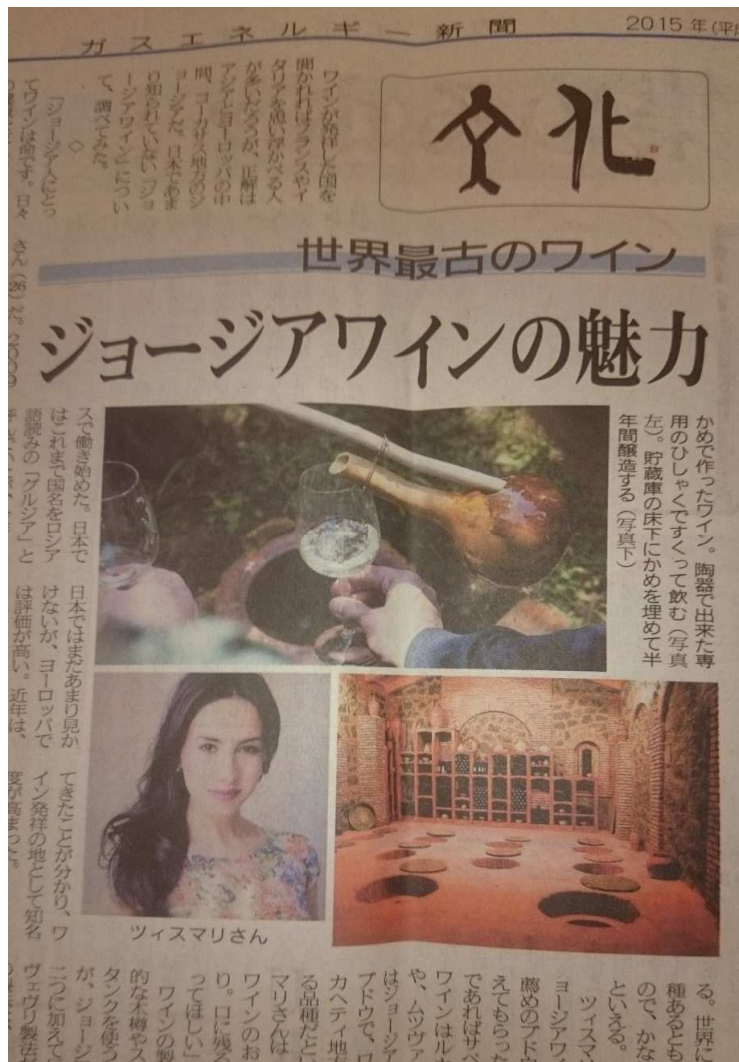 ガスエネルギー新聞
2015年(平成
文化
ワインが発祥した国を
聞かれればフランスやイ
タリアを思い浮かべる人
が多いだろうが、正解は
アジアとヨーロッパの中
間、コーカサス地方のジ
ョージアだ。日本であま
り知られていない「ジョ
ージアワイン」につい
て、調べてみた。
◇
「ジョージア人にとっ
てワインは命です。日々
世界最古のワイン
ジョージアワインの魅力
さん(26)だ。2009
かめで作ったワイン。陶器で出来た専
用のひしゃくですくって飲む(写真
左)。貯蔵庫の床下にかめを埋めて半
年間醸造する(写真下)
スで働き始めた。日本で
はこれまで国名をロシア
語読みの「グルジア」と
日本ではまだあまり見か
けないが、ヨーロッパで
は評価が高い。近年は、
てきたことが分かり、ワ
イン発祥の地として知名
度が高まった。
ツィスマリさん
る。世界に
種あるとさ
ので、かな
といえる。
ツィスマ
ョージアワ
薦めのブド
えてもらっ
であればサペ
ワインはルカ
や、ムツヴァ
はジョージア
ブドウで、ワ
カヘティ地方
る品種だとい
マリさんは
ワインのお
り。口に残る
ってほしい」
ワインの製
的な木樽やス
タンクを使う
が、ジョージ
二つに加えて
ヴェヴリ製法